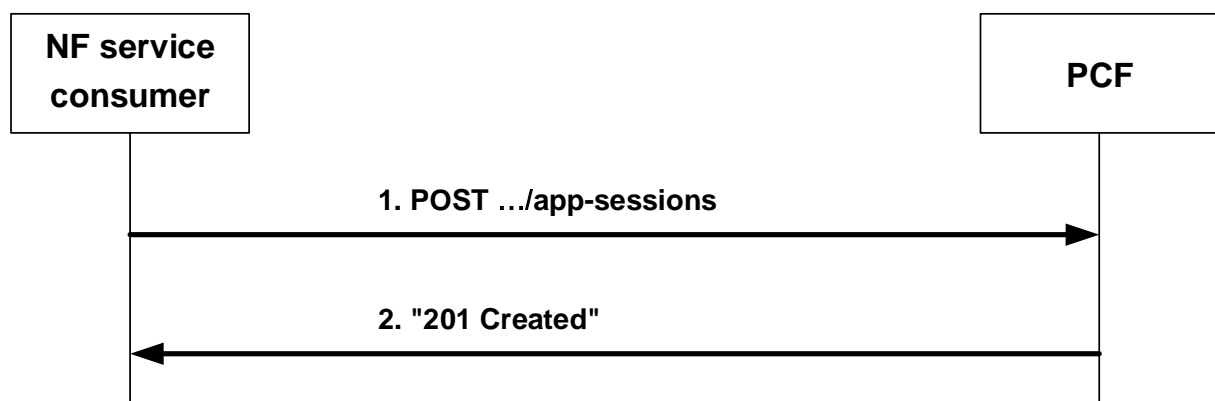 NF service
consumer
PCF
1. POST …/app-sessions
2. "201 Created"